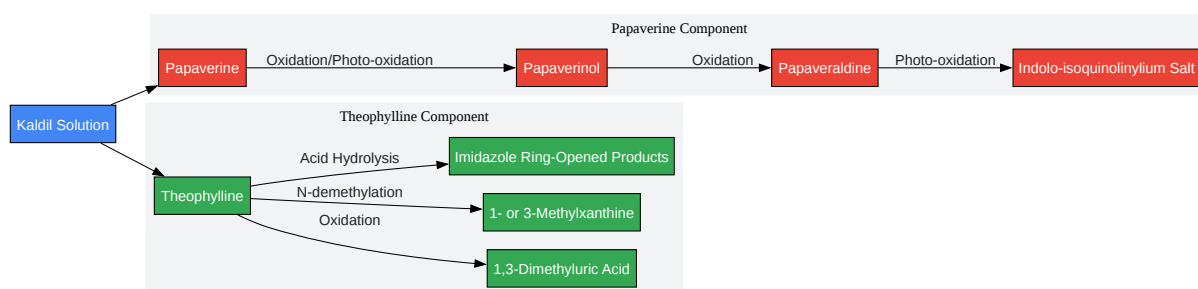 Papaverine Component
Papaverine
Oxidation/Photo-oxidation
Papaverinol
Oxidation
Papaveraldine
Photo-oxidation
Indolo-isoquinolinylium Salt
Kaldil Solution
Theophylline Component
Theophylline
Acid Hydrolysis
Imidazole Ring-Opened Products
N-demethylation
1- or 3-Methylxanthine
Oxidation
1,3-Dimethyluric Acid